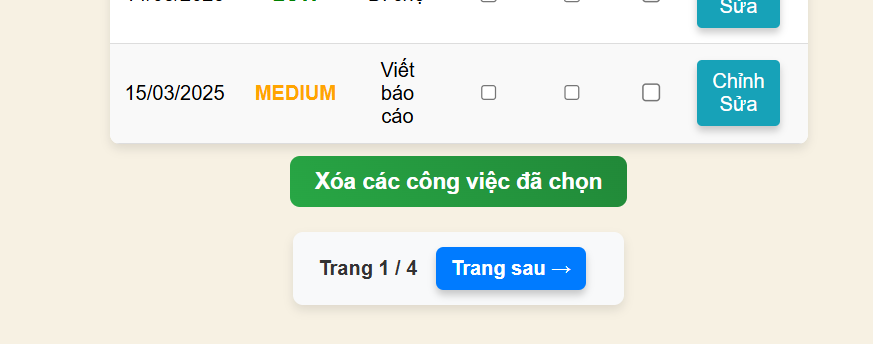 Sửa
15/03/2025 MEDIUM Viết báo cáo Chỉnh Sửa
Xóa các công việc đã chọn
Trang 1 / 4 Trang sau →